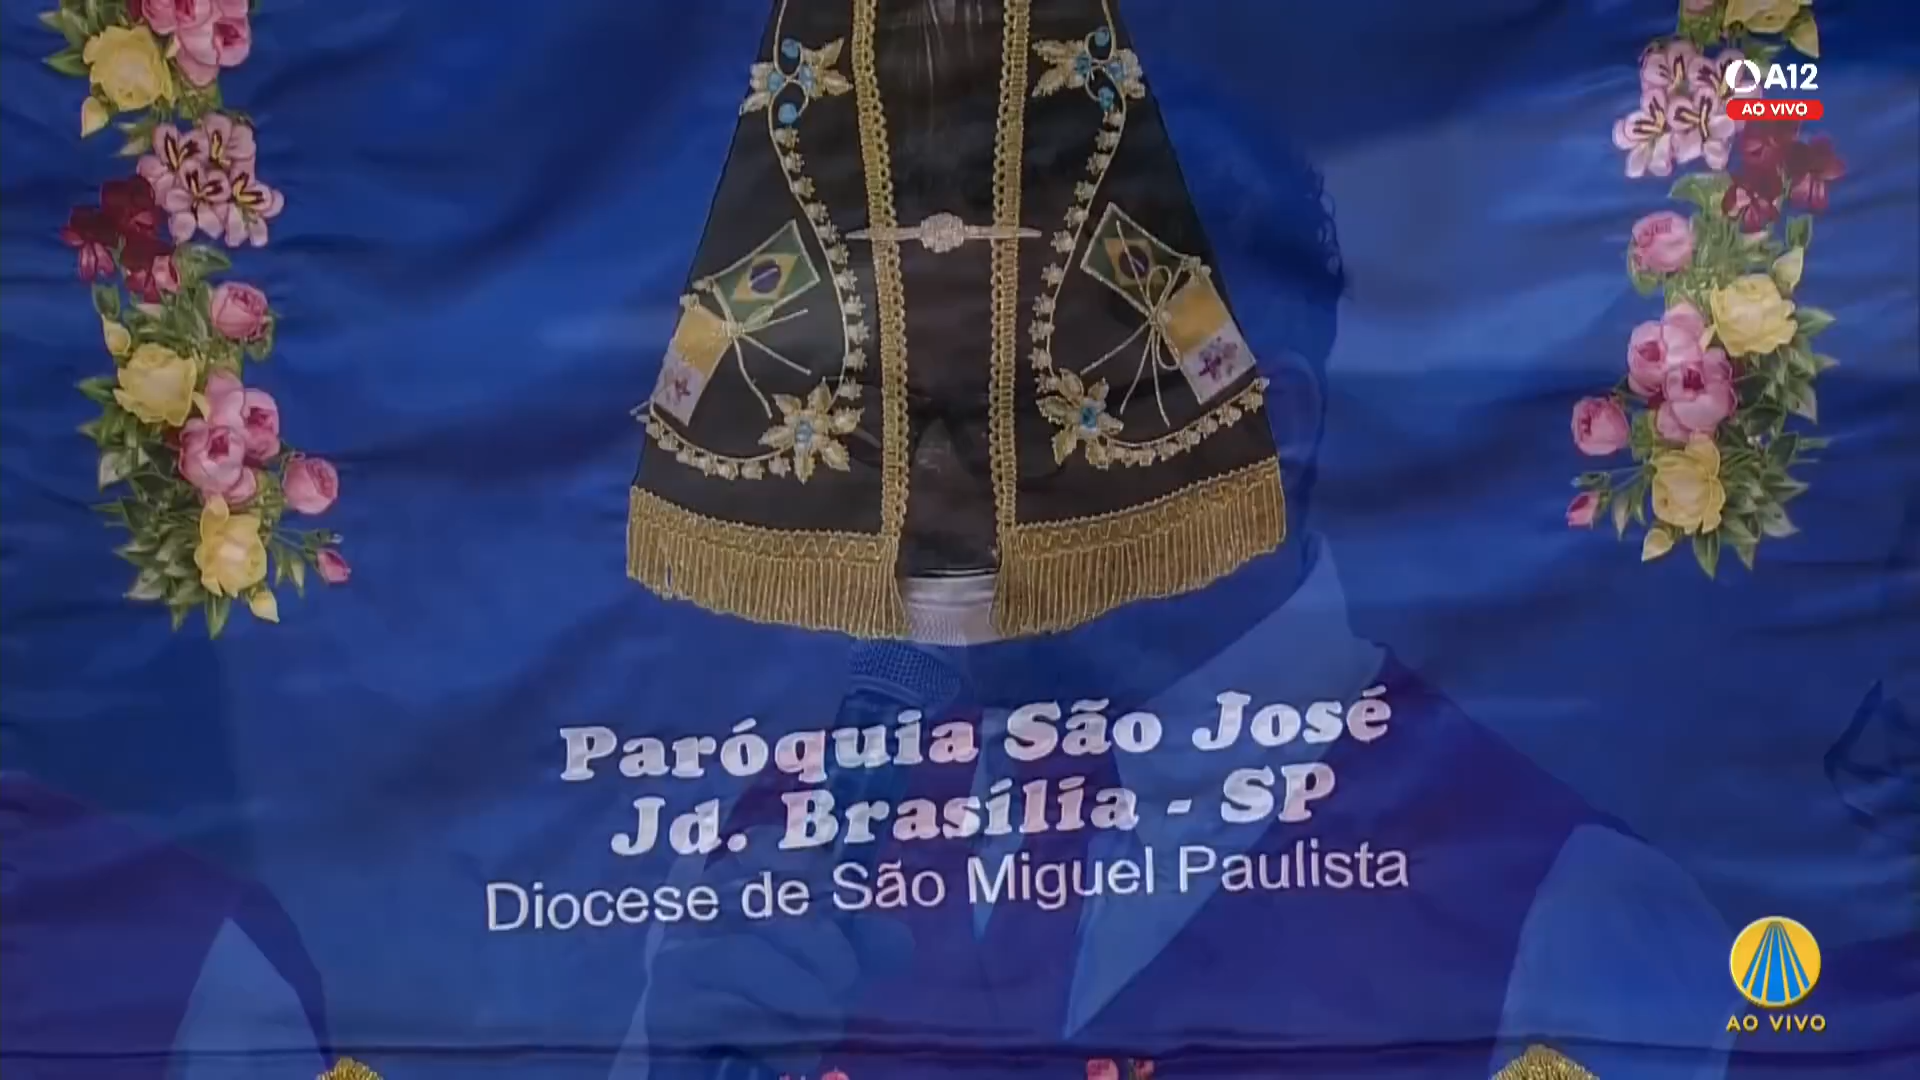 A12
AO VIVO
Paróquia São José
Jd. Brasília - SP
Diocese de São Miguel Paulista
AO VIVO